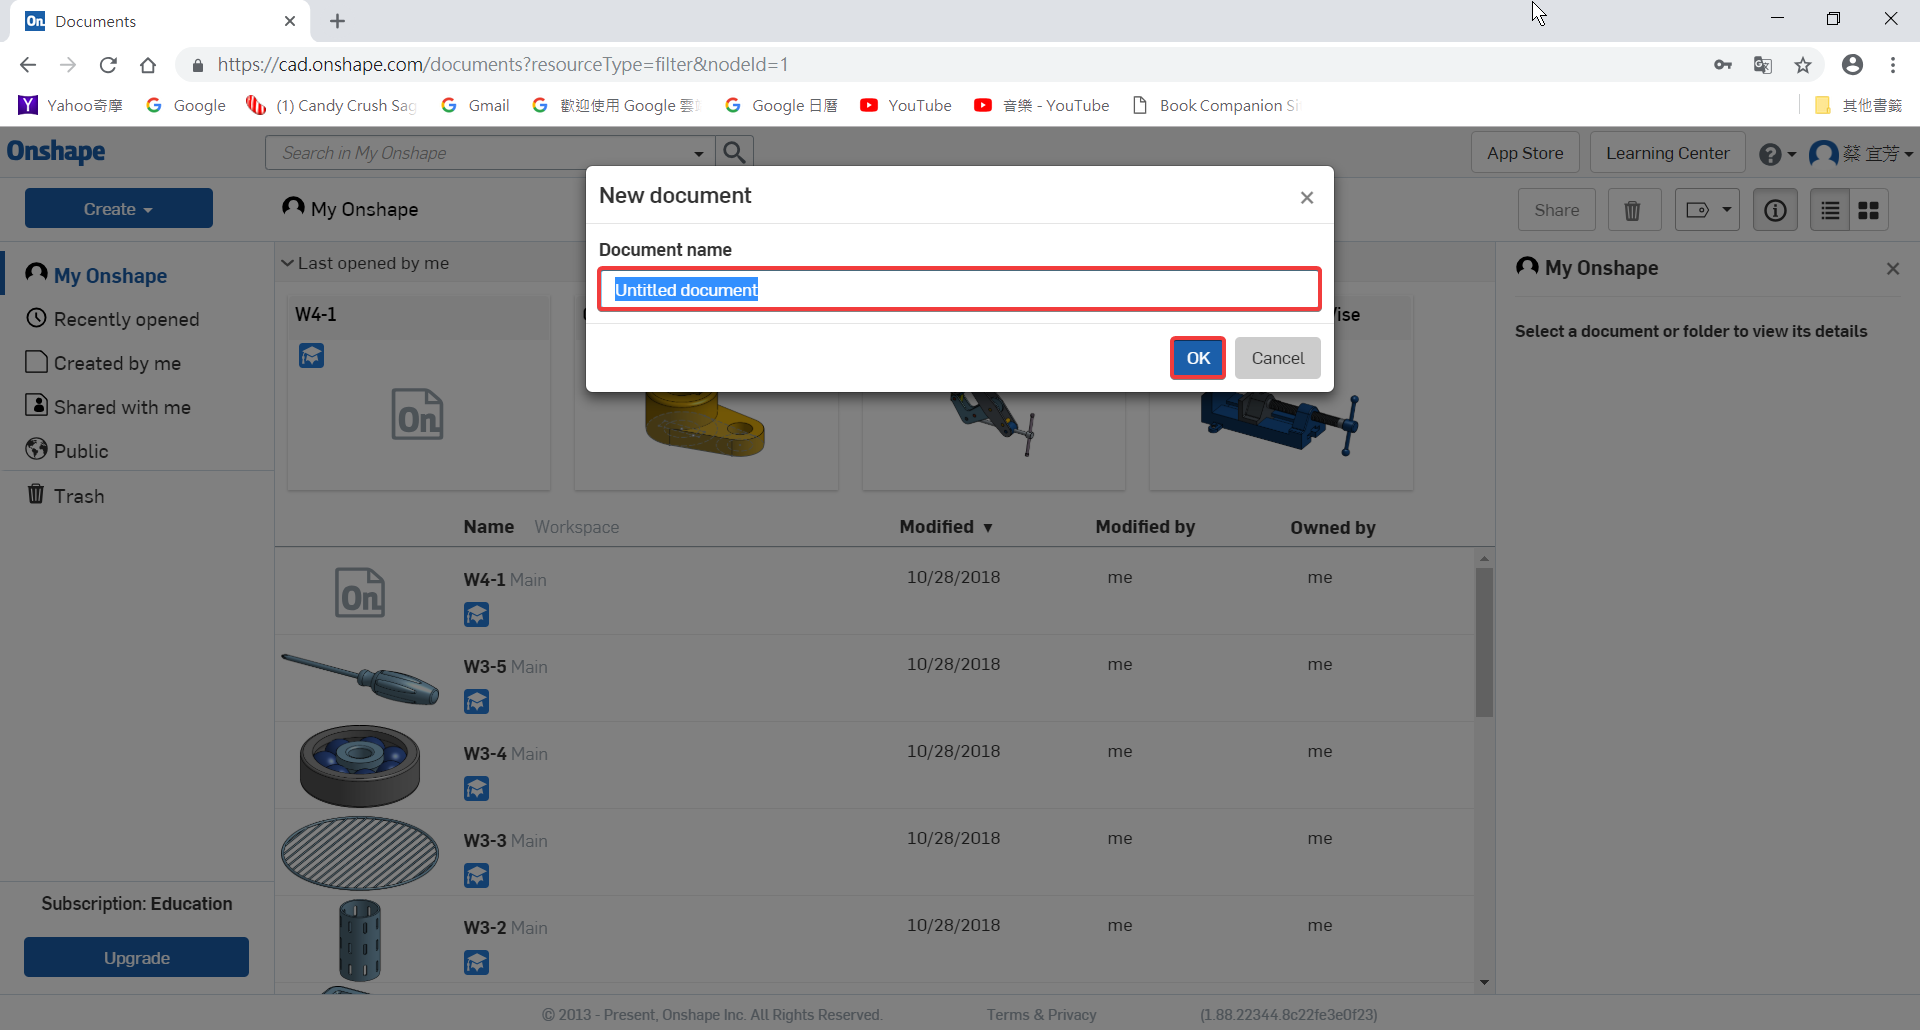 Documents
https://cad.onshape.com/documents?resourceType=filter&nodeId=1
Yahoo奇摩 Google (1) Candy Crush Sag Gmail 歡迎使用 Google 雲 Google 日曆 YouTube 音樂 - YouTube Book Companion Si 其他書籤
Onshape Search in My Onshape App Store Learning Center 蔡 宜芳
Create My Onshape Share
New document
Document name
Untitled document
OK Cancel
My Onshape
Recently opened
Created by me
Shared with me
Public
Trash
Subscription: Education
Upgrade
Last opened by me
W4-1
On
Vise
Name Workspace Modified ▼ Modified by Owned by
On W4-1 Main 10/28/2018 me me
W3-5 Main 10/28/2018 me me
W3-4 Main 10/28/2018 me me
W3-3 Main 10/28/2018 me me
W3-2 Main 10/28/2018 me me
My Onshape
Select a document or folder to view its details
© 2013 - Present, Onshape Inc. All Rights Reserved. Terms & Privacy (1.88.22344.8c22fe3e0f23)